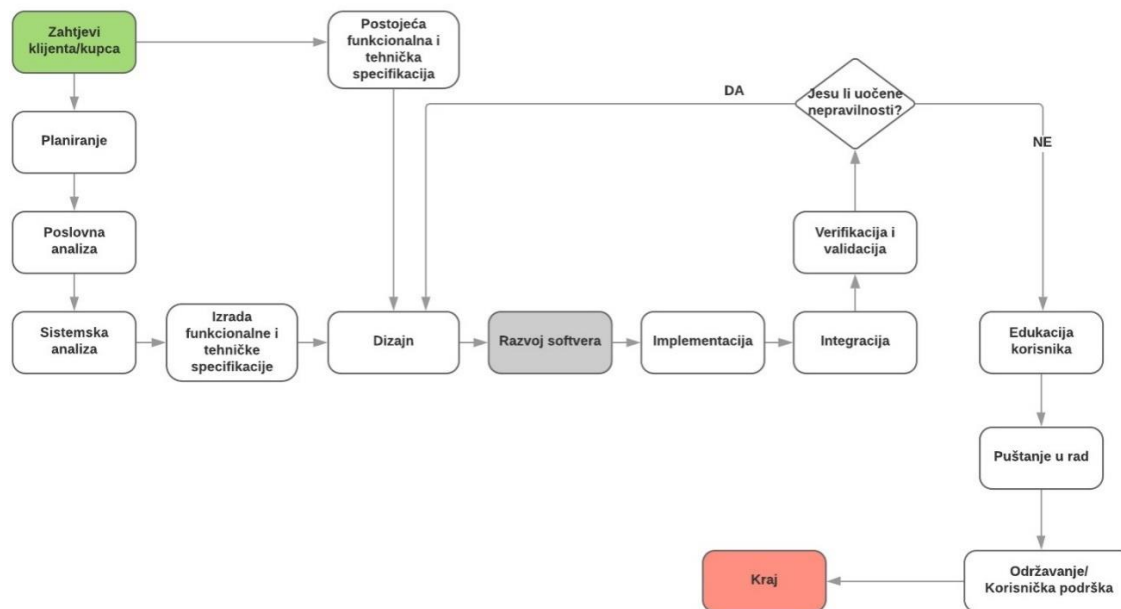 Zahtjevi
klijenta/kupca
Postojeća
funkcionalna i
tehnička
specifikacija
DA
Jesu li uočene
nepravilnosti?
NE
Planiranje
Poslovna
analiza
Verifikacija i
validacija
Sistemska
analiza
Izrada
funkcionalne i
tehničke
specifikacije
Dizajn
Razvoj softvera
Implementacija
Integracija
Edukacija
korisnika
Puštanje u rad
Održavanje/
Korisnička podrška
Kraj